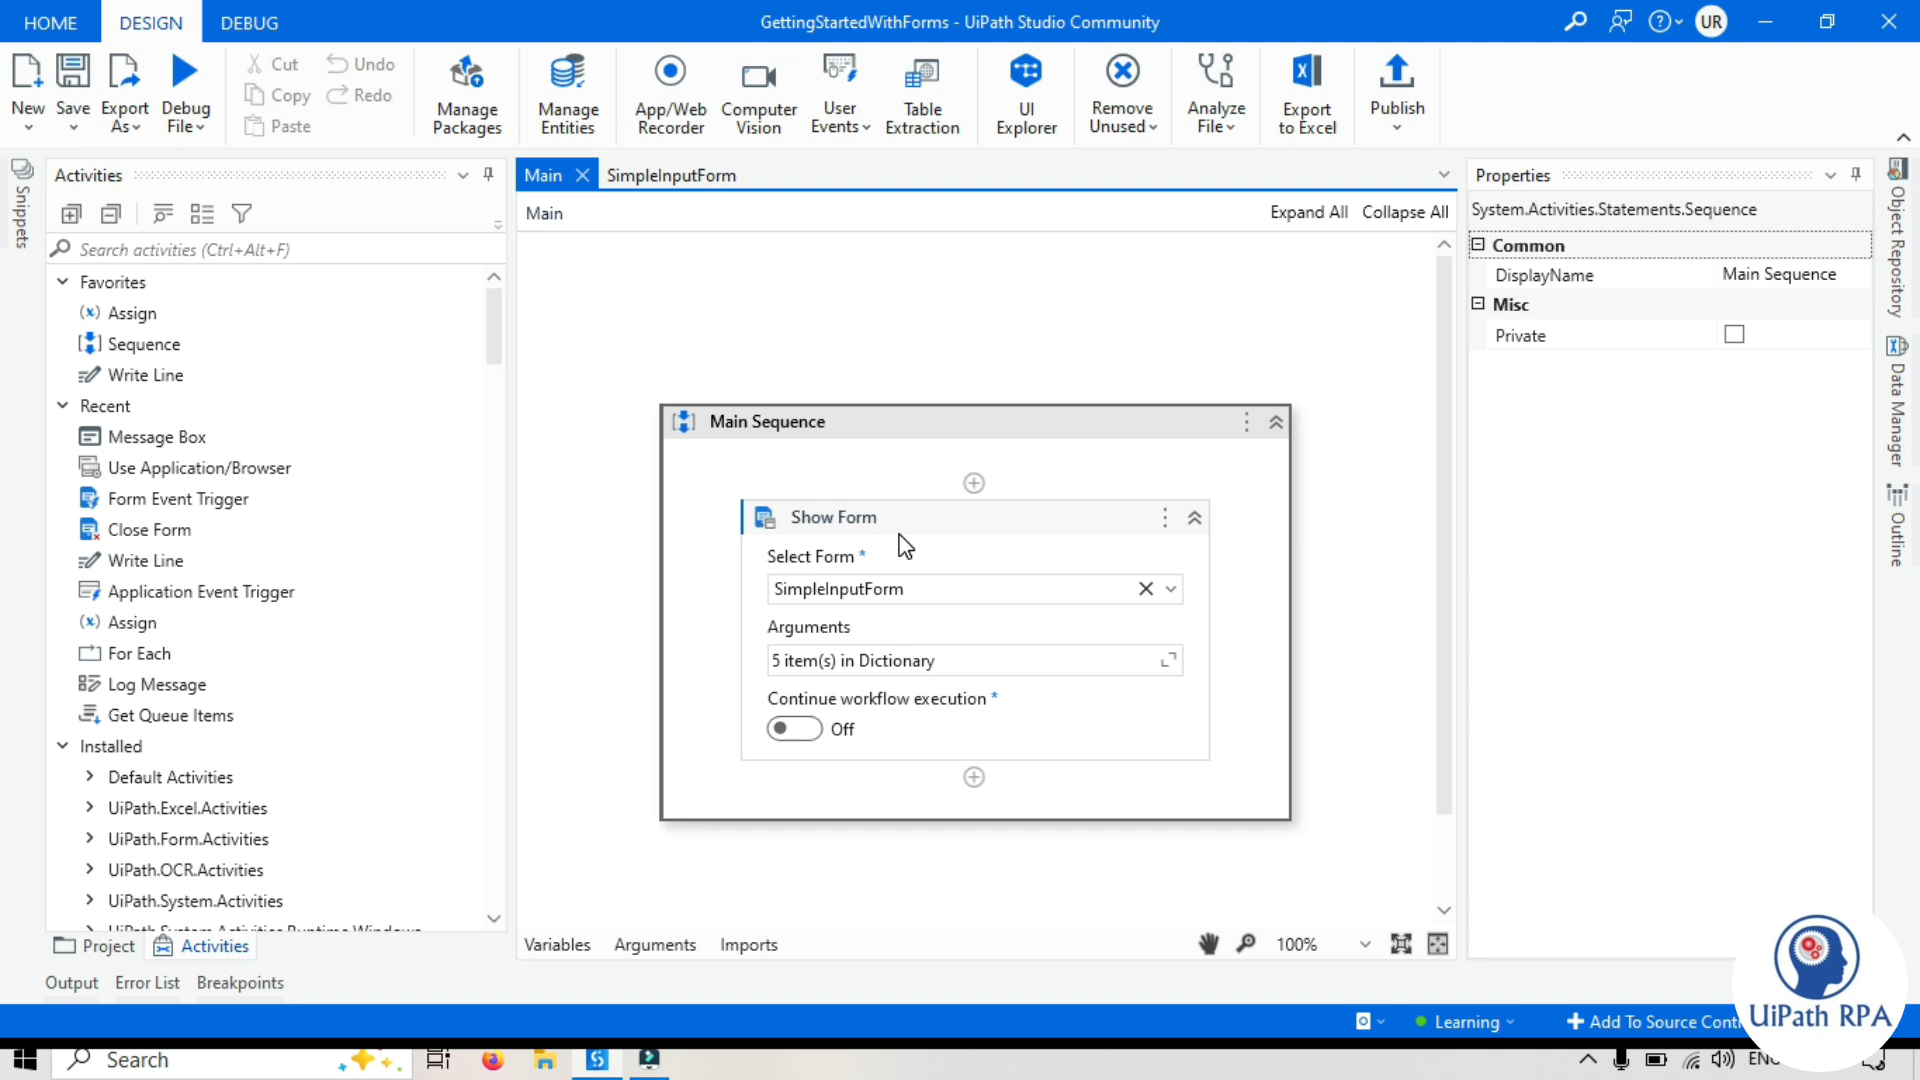 HOME DESIGN DEBUG GettingStartedWithForms - UiPath Studio Community UR
New Save Export As Debug File
Cut Undo
Copy Redo
Paste
Manage Packages
Manage Entities
App/Web Recorder
Computer Vision
User Events
Table Extraction
UI Explorer
Remove Unused
Analyze File
Export to Excel
Publish
Snippets
Activities
Search activities (Ctrl+Alt+F)
Favorites
Assign
Sequence
Write Line
Recent
Message Box
Use Application/Browser
Form Event Trigger
Close Form
Write Line
Application Event Trigger
Assign
For Each
Log Message
Get Queue Items
Installed
Default Activities
UiPath.Excel.Activities
UiPath.Form.Activities
UiPath.OCR.Activities
UiPath.System.Activities
Project Activities
Main SimpleInputForm
Main Expand All Collapse All
Main Sequence
Show Form
Select Form *
SimpleInputForm
Arguments
5 item(s) in Dictionary
Continue workflow execution *
Off
Variables Arguments Imports 100%
Properties
System.Activities.Statements.Sequence
Common
DisplayName Main Sequence
Misc
Private
Object Repository
Data Manager
Outline
Output Error List Breakpoints
Learning Add To Source Cont
UiPath RPA
Search